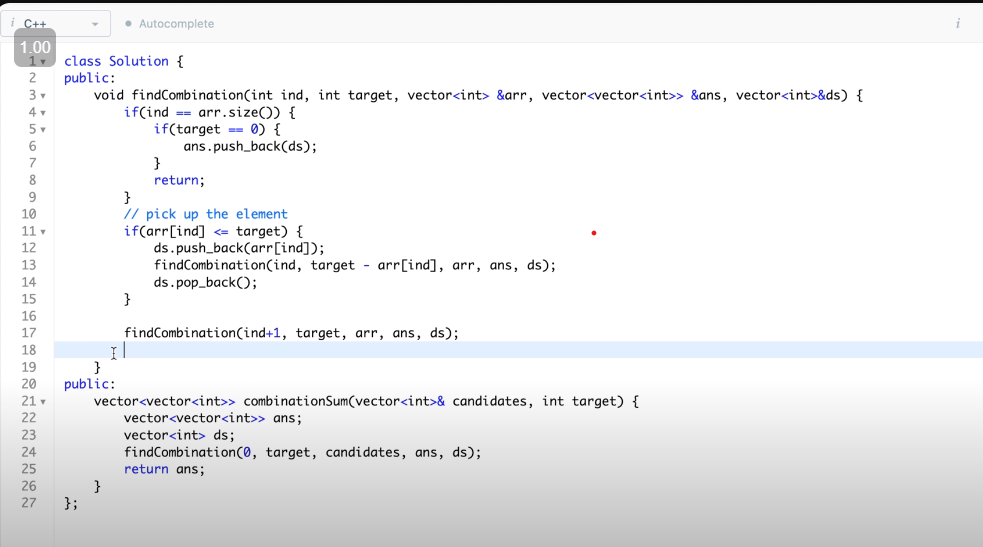 i C++ Autocomplete i
1.00
1 class Solution {
2 public:
3 void findCombination(int ind, int target, vector<int> &arr, vector<vector<int>> &ans, vector<int>&ds) {
4 if(ind == arr.size()) {
5 if(target == 0) {
6 ans.push_back(ds);
7 }
8 return;
9 }
10 // pick up the element
11 if(arr[ind] <= target) {
12 ds.push_back(arr[ind]);
13 findCombination(ind, target - arr[ind], arr, ans, ds);
14 ds.pop_back();
15 }
16
17 findCombination(ind+1, target, arr, ans, ds);
18
19 }
20 public:
21 vector<vector<int>> combinationSum(vector<int>& candidates, int target) {
22 vector<vector<int>> ans;
23 vector<int> ds;
24 findCombination(0, target, candidates, ans, ds);
25 return ans;
26 }
27 };